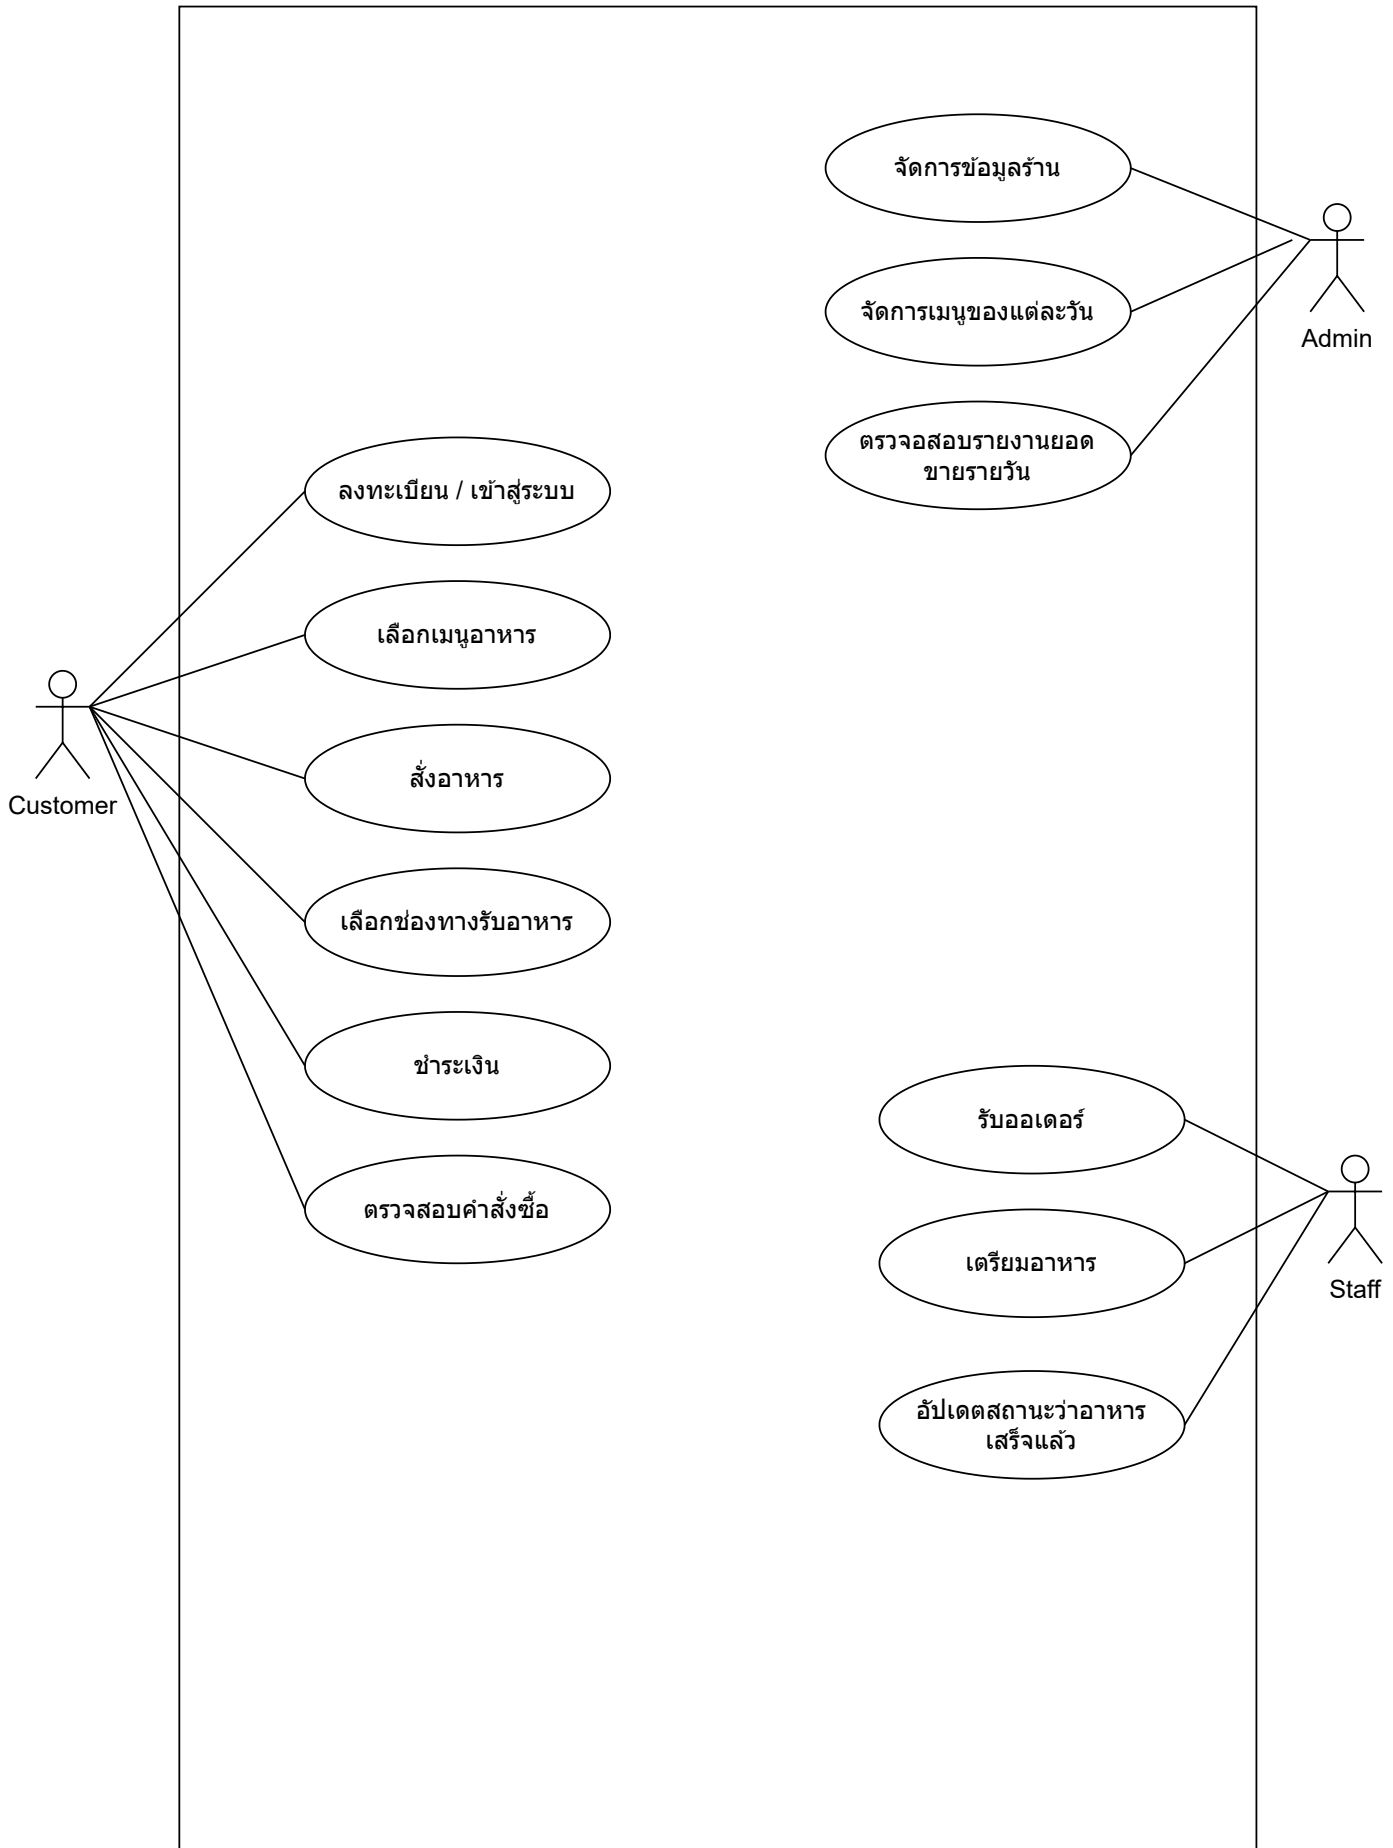 จัดการข้อมูลร้าน
จัดการเมนูของแต่ละวัน
Admin
ตรวจอสอบรายงานยอด
ขายรายวัน
ลงทะเบียน / เข้าสู่ระบบ
เลือกเมนูอาหาร
สั่งอาหาร
Customer
เลือกช่องทางรับอาหาร
ชำระเงิน
ตรวจสอบคำสั่งซื้อ
รับออเดอร์
เตรียมอาหาร
Staff
อัปเดตสถานะว่าอาหาร
เสร็จแล้ว